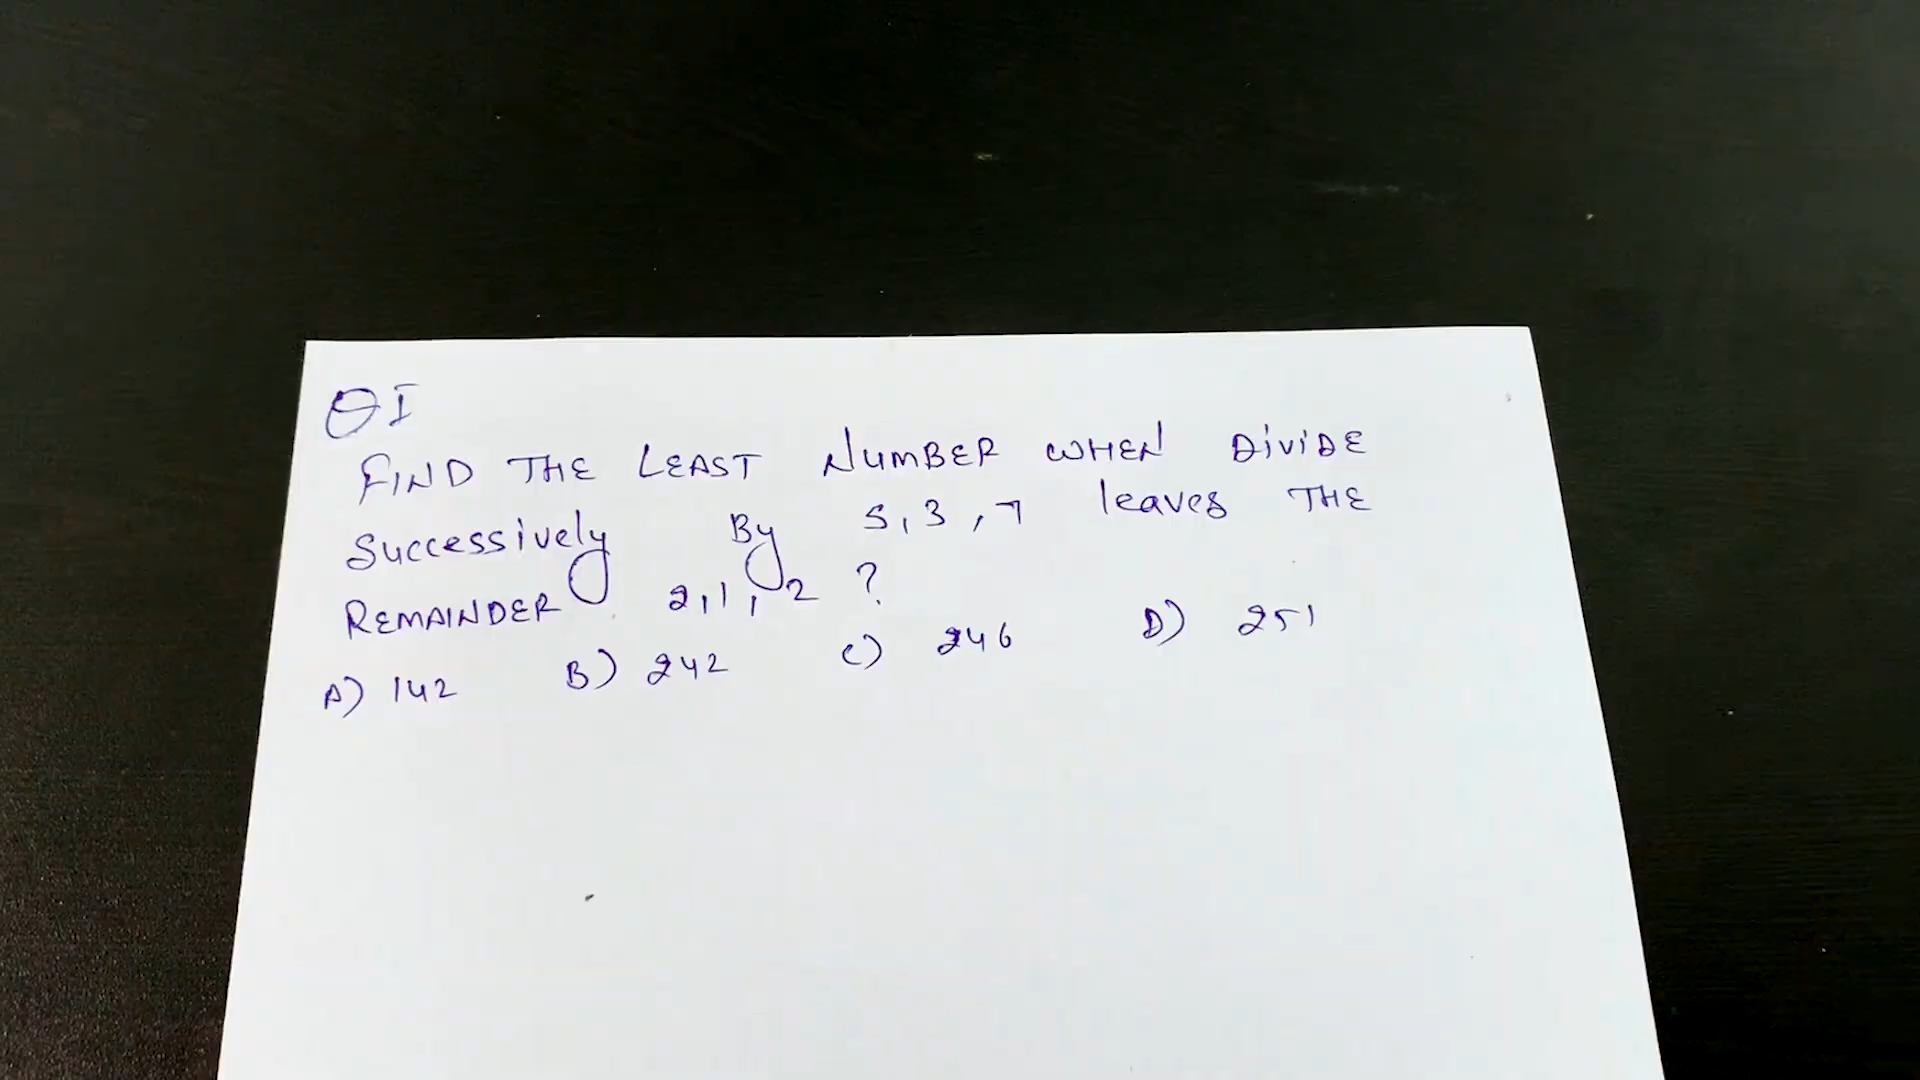 QI
FIND THE LEAST NUMBER WHEN DIVIDE
SUCCESSIVELY By 5, 3, 7 leaves THE
REMAINDER 2, 1, 2 ?
A) 142 B) 242 C) 246 D) 251